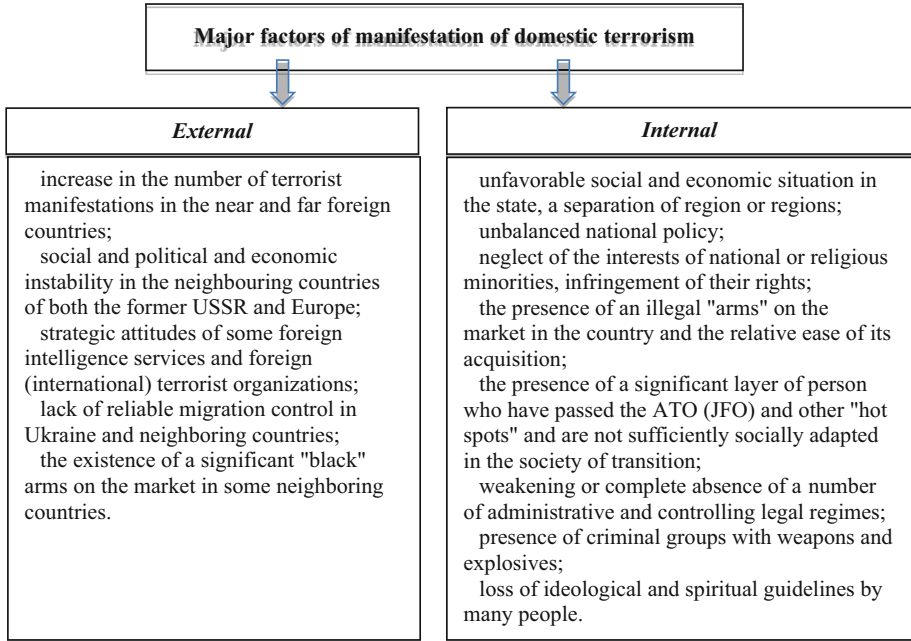 Major factors of manifestation of domestic terrorism
External
increase in the number of terrorist
manifestations in the near and far foreign
countries;
social and political and economic
instability in the neighbouring countries
of both the former USSR and Europe;
strategic attitudes of some foreign
intelligence services and foreign
(international) terrorist organizations;
lack of reliable migration control in
Ukraine and neighboring countries;
the existence of a significant "black"
arms on the market in some neighboring
countries.
Internal
unfavorable social and economic situation in
the state, a separation of region or regions;
unbalanced national policy;
neglect of the interests of national or religious
minorities, infringement of their rights;
the presence of an illegal "arms" on the
market in the country and the relative ease of its
acquisition;
the presence of a significant layer of person
who have passed the ATO (JFO) and other "hot
spots" and are not sufficiently socially adapted
in the society of transition;
weakening or complete absence of a number
of administrative and controlling legal regimes;
presence of criminal groups with weapons and
explosives;
loss of ideological and spiritual guidelines by
many people.